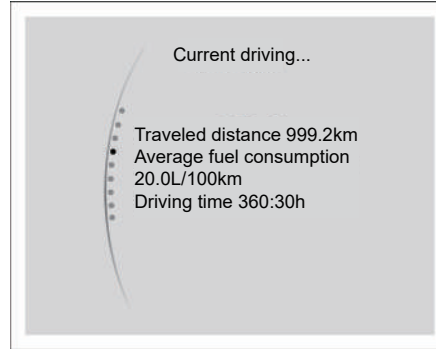 Current driving...
Traveled distance 999.2km
Average fuel consumption
20.0L/100km
Driving time 360:30h